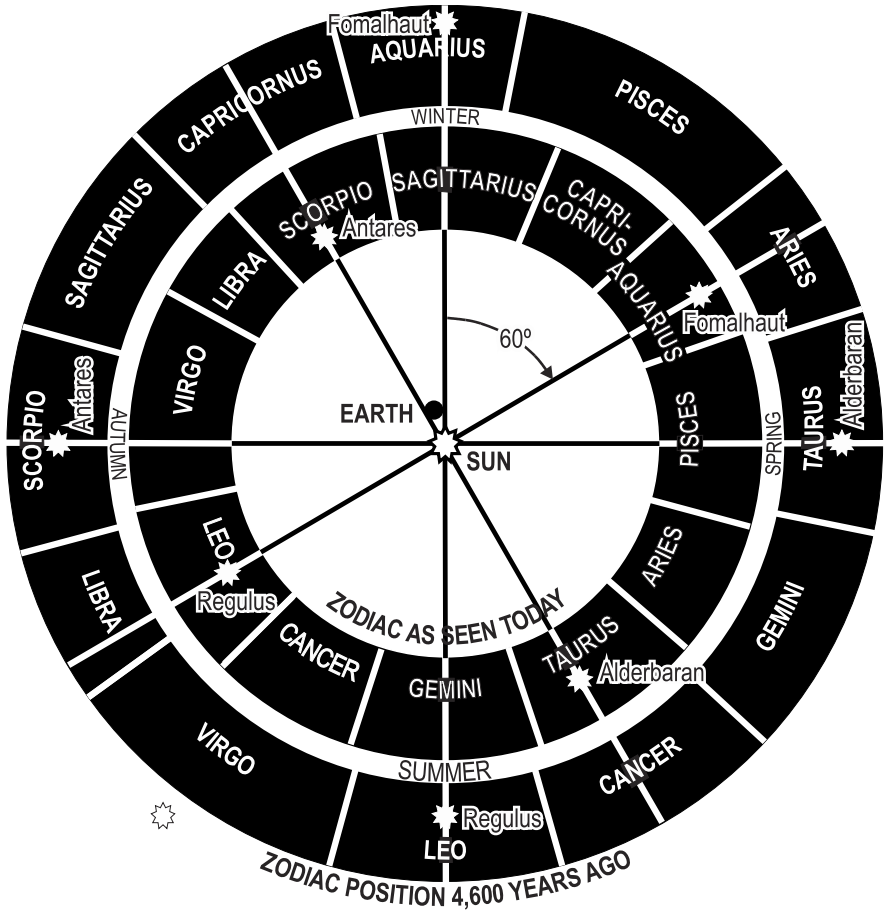 Fomalhaut
AQUARIUS
PISCES
CAPRICORNUS
WINTER
SAGITTARIUS
SCORPIO
SAGITTARIUS
CAPRI-
CORNUS
Antares
ARIES
LIBRA
AQUARIUS
Fomalhaut
60º
VIRGO
EARTH
SUN
PISCES
SCORPIO
Antares
AUTUMN
SPRING
TAURUS
Alderbaran
LEO
Regulus
ARIES
LIBRA
ZODIAC AS SEEN TODAY
CANCER
GEMINI
TAURUS
Alderbaran
GEMINI
SUMMER
VIRGO
CANCER
Regulus
LEO
ZODIAC POSITION 4,600 YEARS AGO